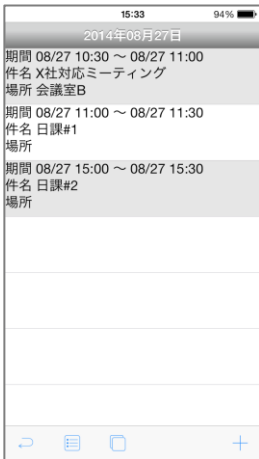 15:33 94%
2014年08月27日
期間 08/27 10:30 ～ 08/27 11:00
件名 X社対応ミーティング
場所 会議室B
期間 08/27 11:00 ～ 08/27 11:30
件名 日課#1
場所
期間 08/27 15:00 ～ 08/27 15:30
件名 日課#2
場所